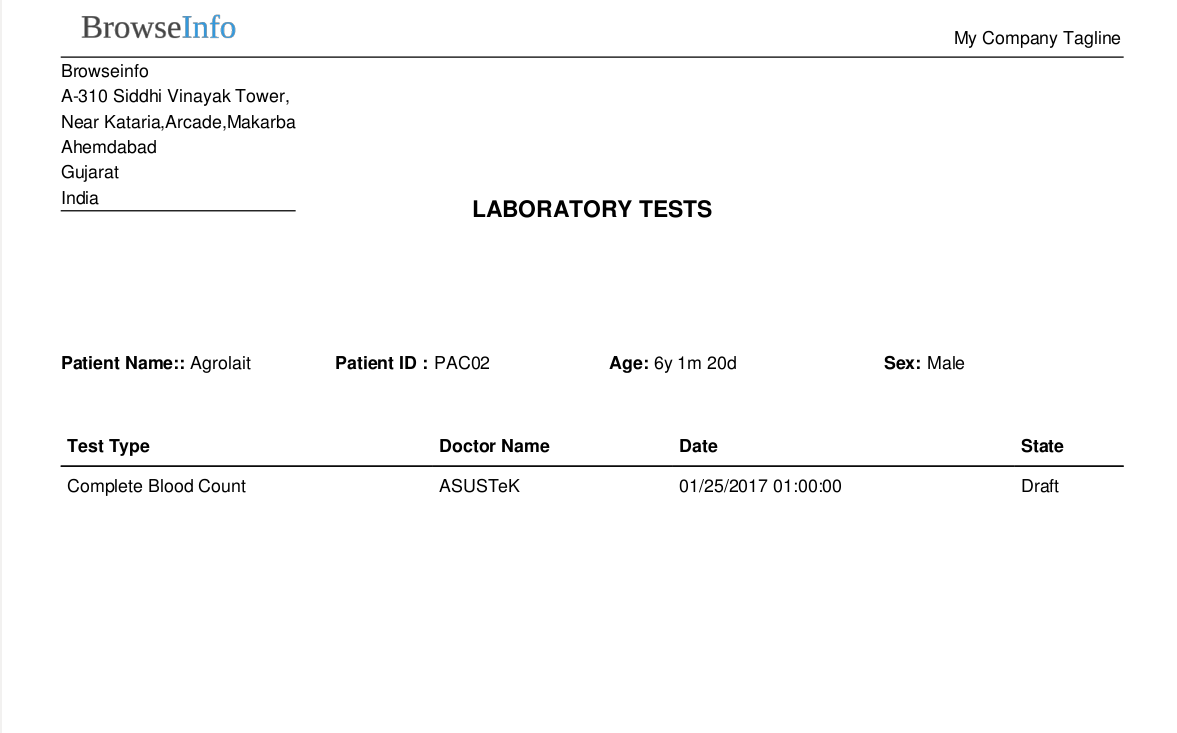 BrowseInfo
My Company Tagline
Browseinfo
A-310 Siddhi Vinayak Tower,
Near Kataria,Arcade,Makarba
Ahemdabad
Gujarat
India
LABORATORY TESTS
Patient Name:: Agrolait Patient ID : PAC02 Age: 6y 1m 20d Sex: Male
Test Type Doctor Name Date State
Complete Blood Count ASUSTeK 01/25/2017 01:00:00 Draft